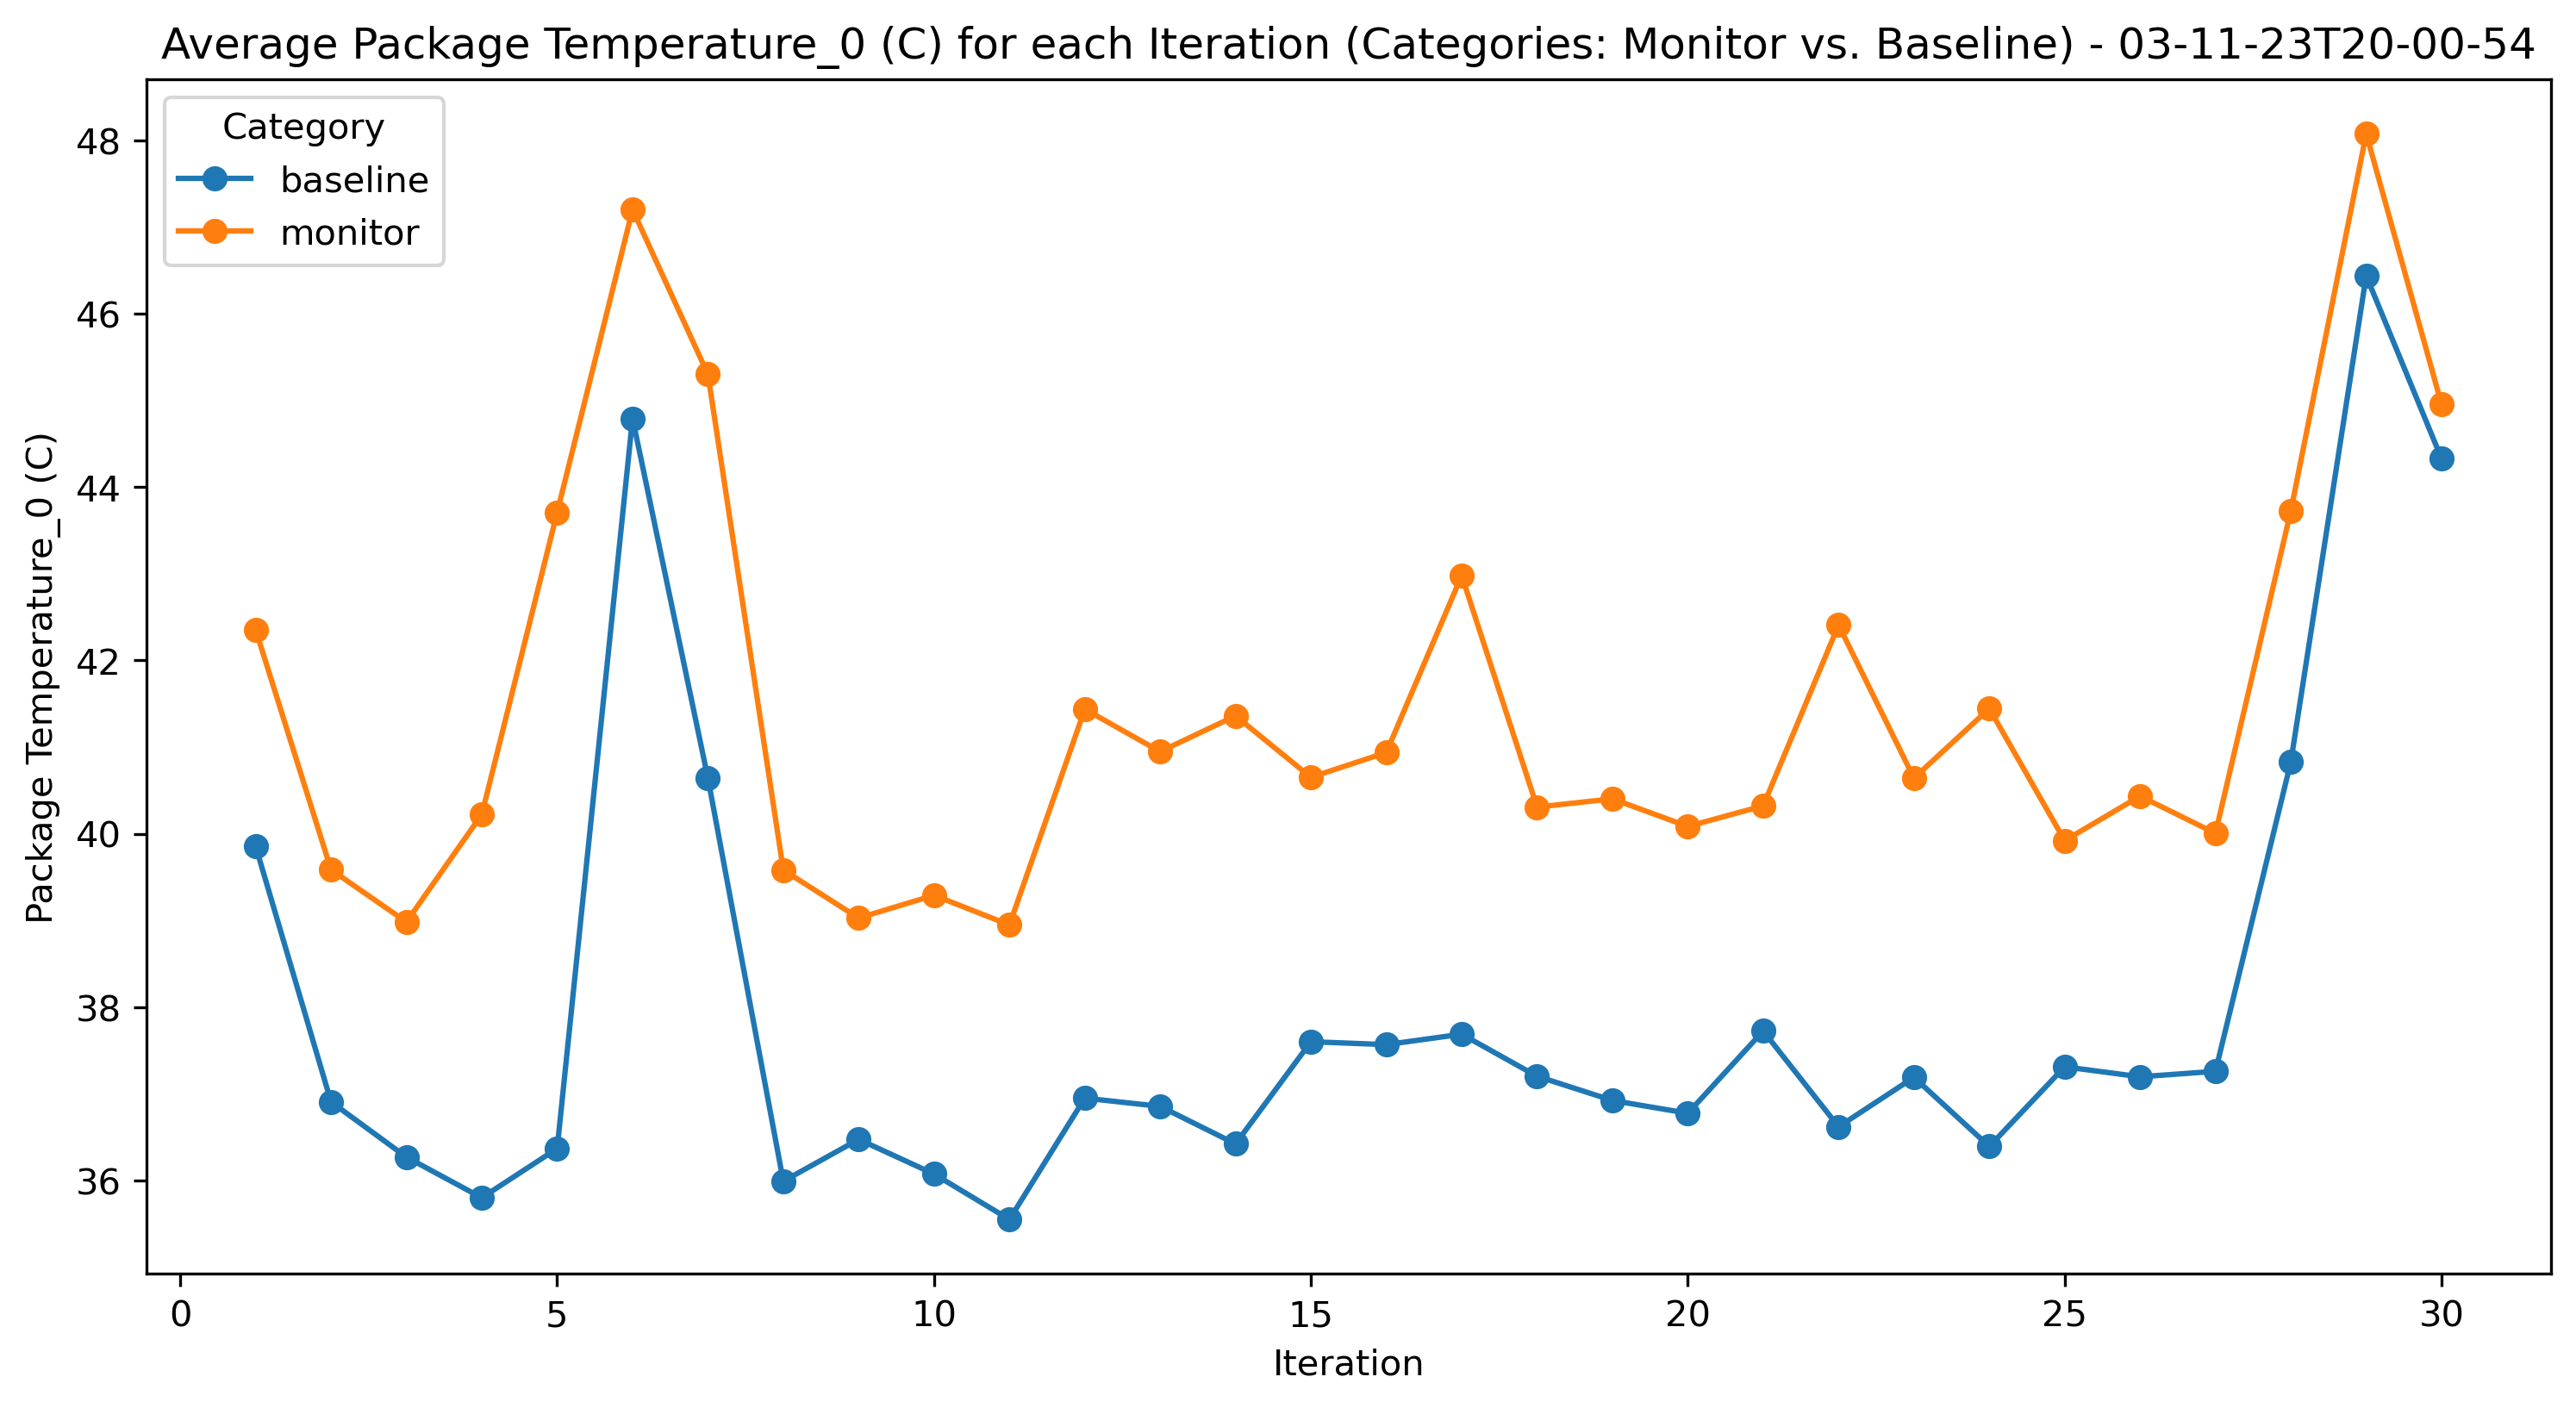 Average Package Temperature_0 (C) for each Iteration (Categories: Monitor vs. Baseline) - 03-11-23T20-00-54
Category
baseline
monitor
Package Temperature_0 (C)
48
46
44
42
40
38
36
0 5 10 15 20 25 30
Iteration